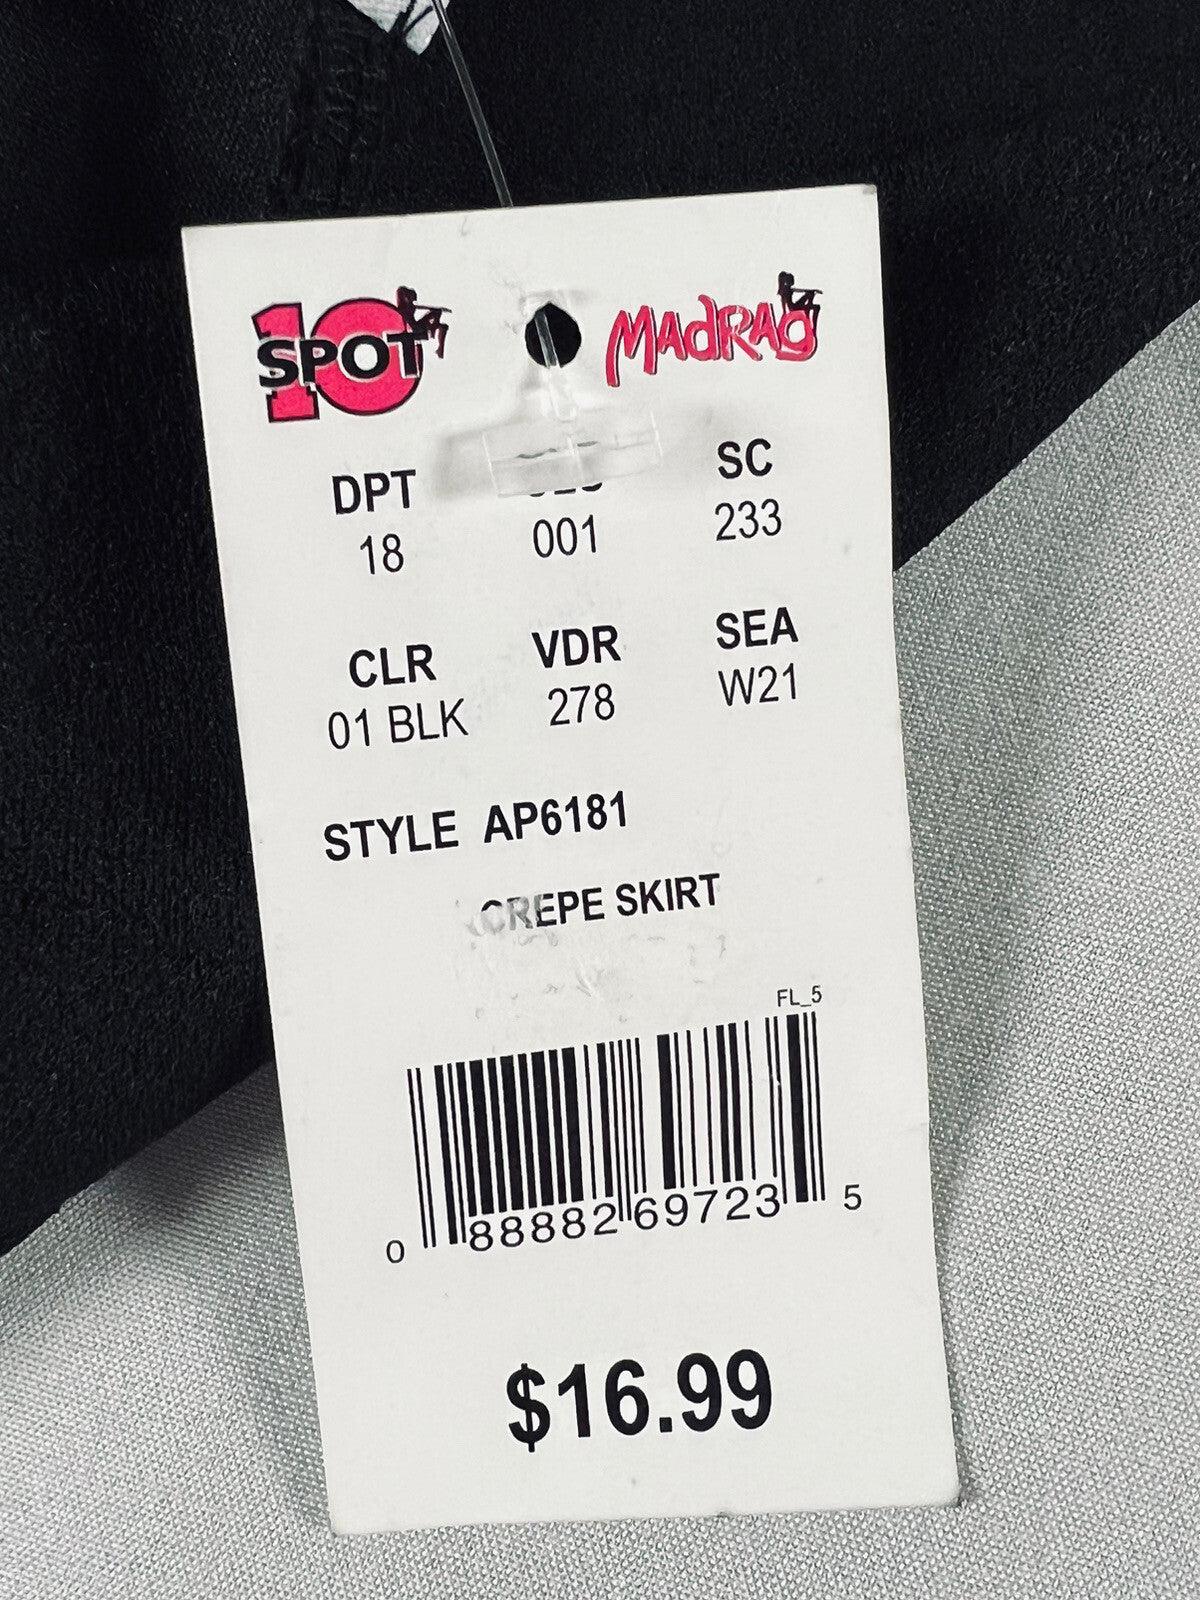 10 SPOT
MADRAG
DPT SC
18 001 233
CLR VDR SEA
01 BLK 278 W21
STYLE AP6181
CREPE SKIRT
FL_5
0 88882 69723 5
$16.99